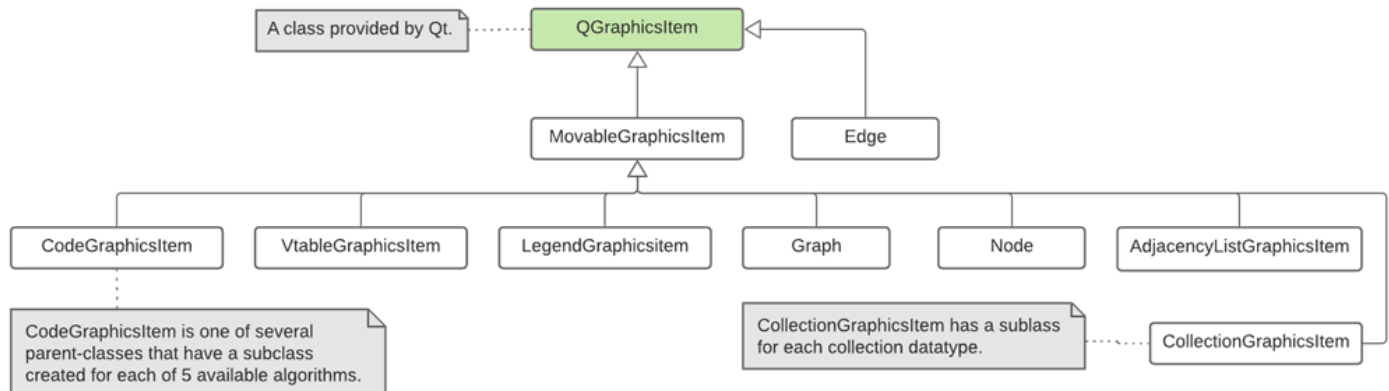 A class provided by Qt.
QGraphicsItem
MovableGraphicsItem
Edge
CodeGraphicsItem
VtableGraphicsItem
LegendGraphicsitem
Graph
Node
AdjacencyListGraphicsItem
CodeGraphicsItem is one of several
parent-classes that have a subclass
created for each of 5 available algorithms.
CollectionGraphicsItem has a sublass
for each collection datatype.
CollectionGraphicsItem